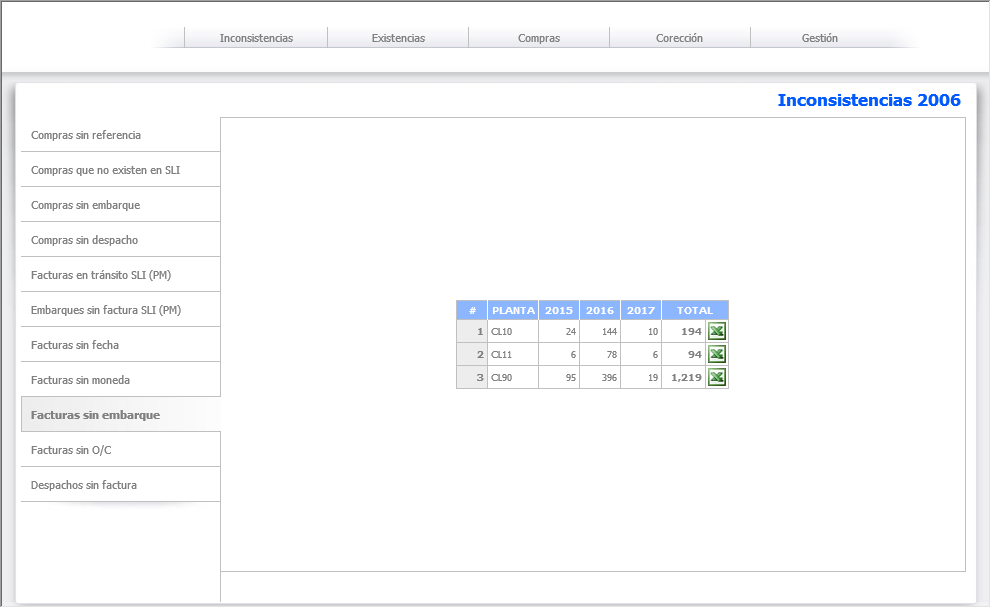 Inconsistencias Existencias Compras Corección Gestión
Inconsistencias 2006
Compras sin referencia
Compras que no existen en SLI
Compras sin embarque
Compras sin despacho
Facturas en tránsito SLI (PM)
Embarques sin factura SLI (PM)
Facturas sin fecha
Facturas sin moneda
Facturas sin embarque
Facturas sin O/C
Despachos sin factura
# PLANTA 2015 2016 2017 TOTAL
1 CL10 24 144 10 194
2 CL11 6 78 6 94
3 CL90 95 396 19 1,219